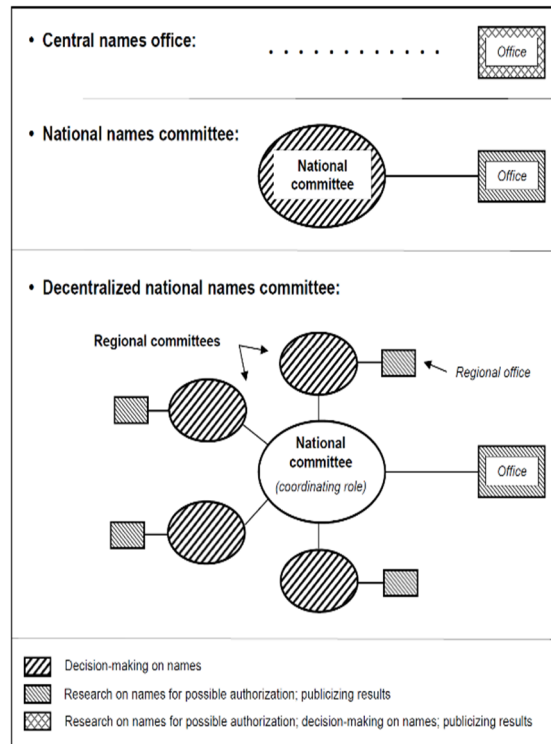 • Central names office:
Office
• National names committee:
National
committee
Office
• Decentralized national names committee:
Regional committees
Regional office
National
committee
(coordinating role)
Office
Decision-making on names
Research on names for possible authorization; publicizing results
Research on names for possible authorization; decision-making on names; publicizing results